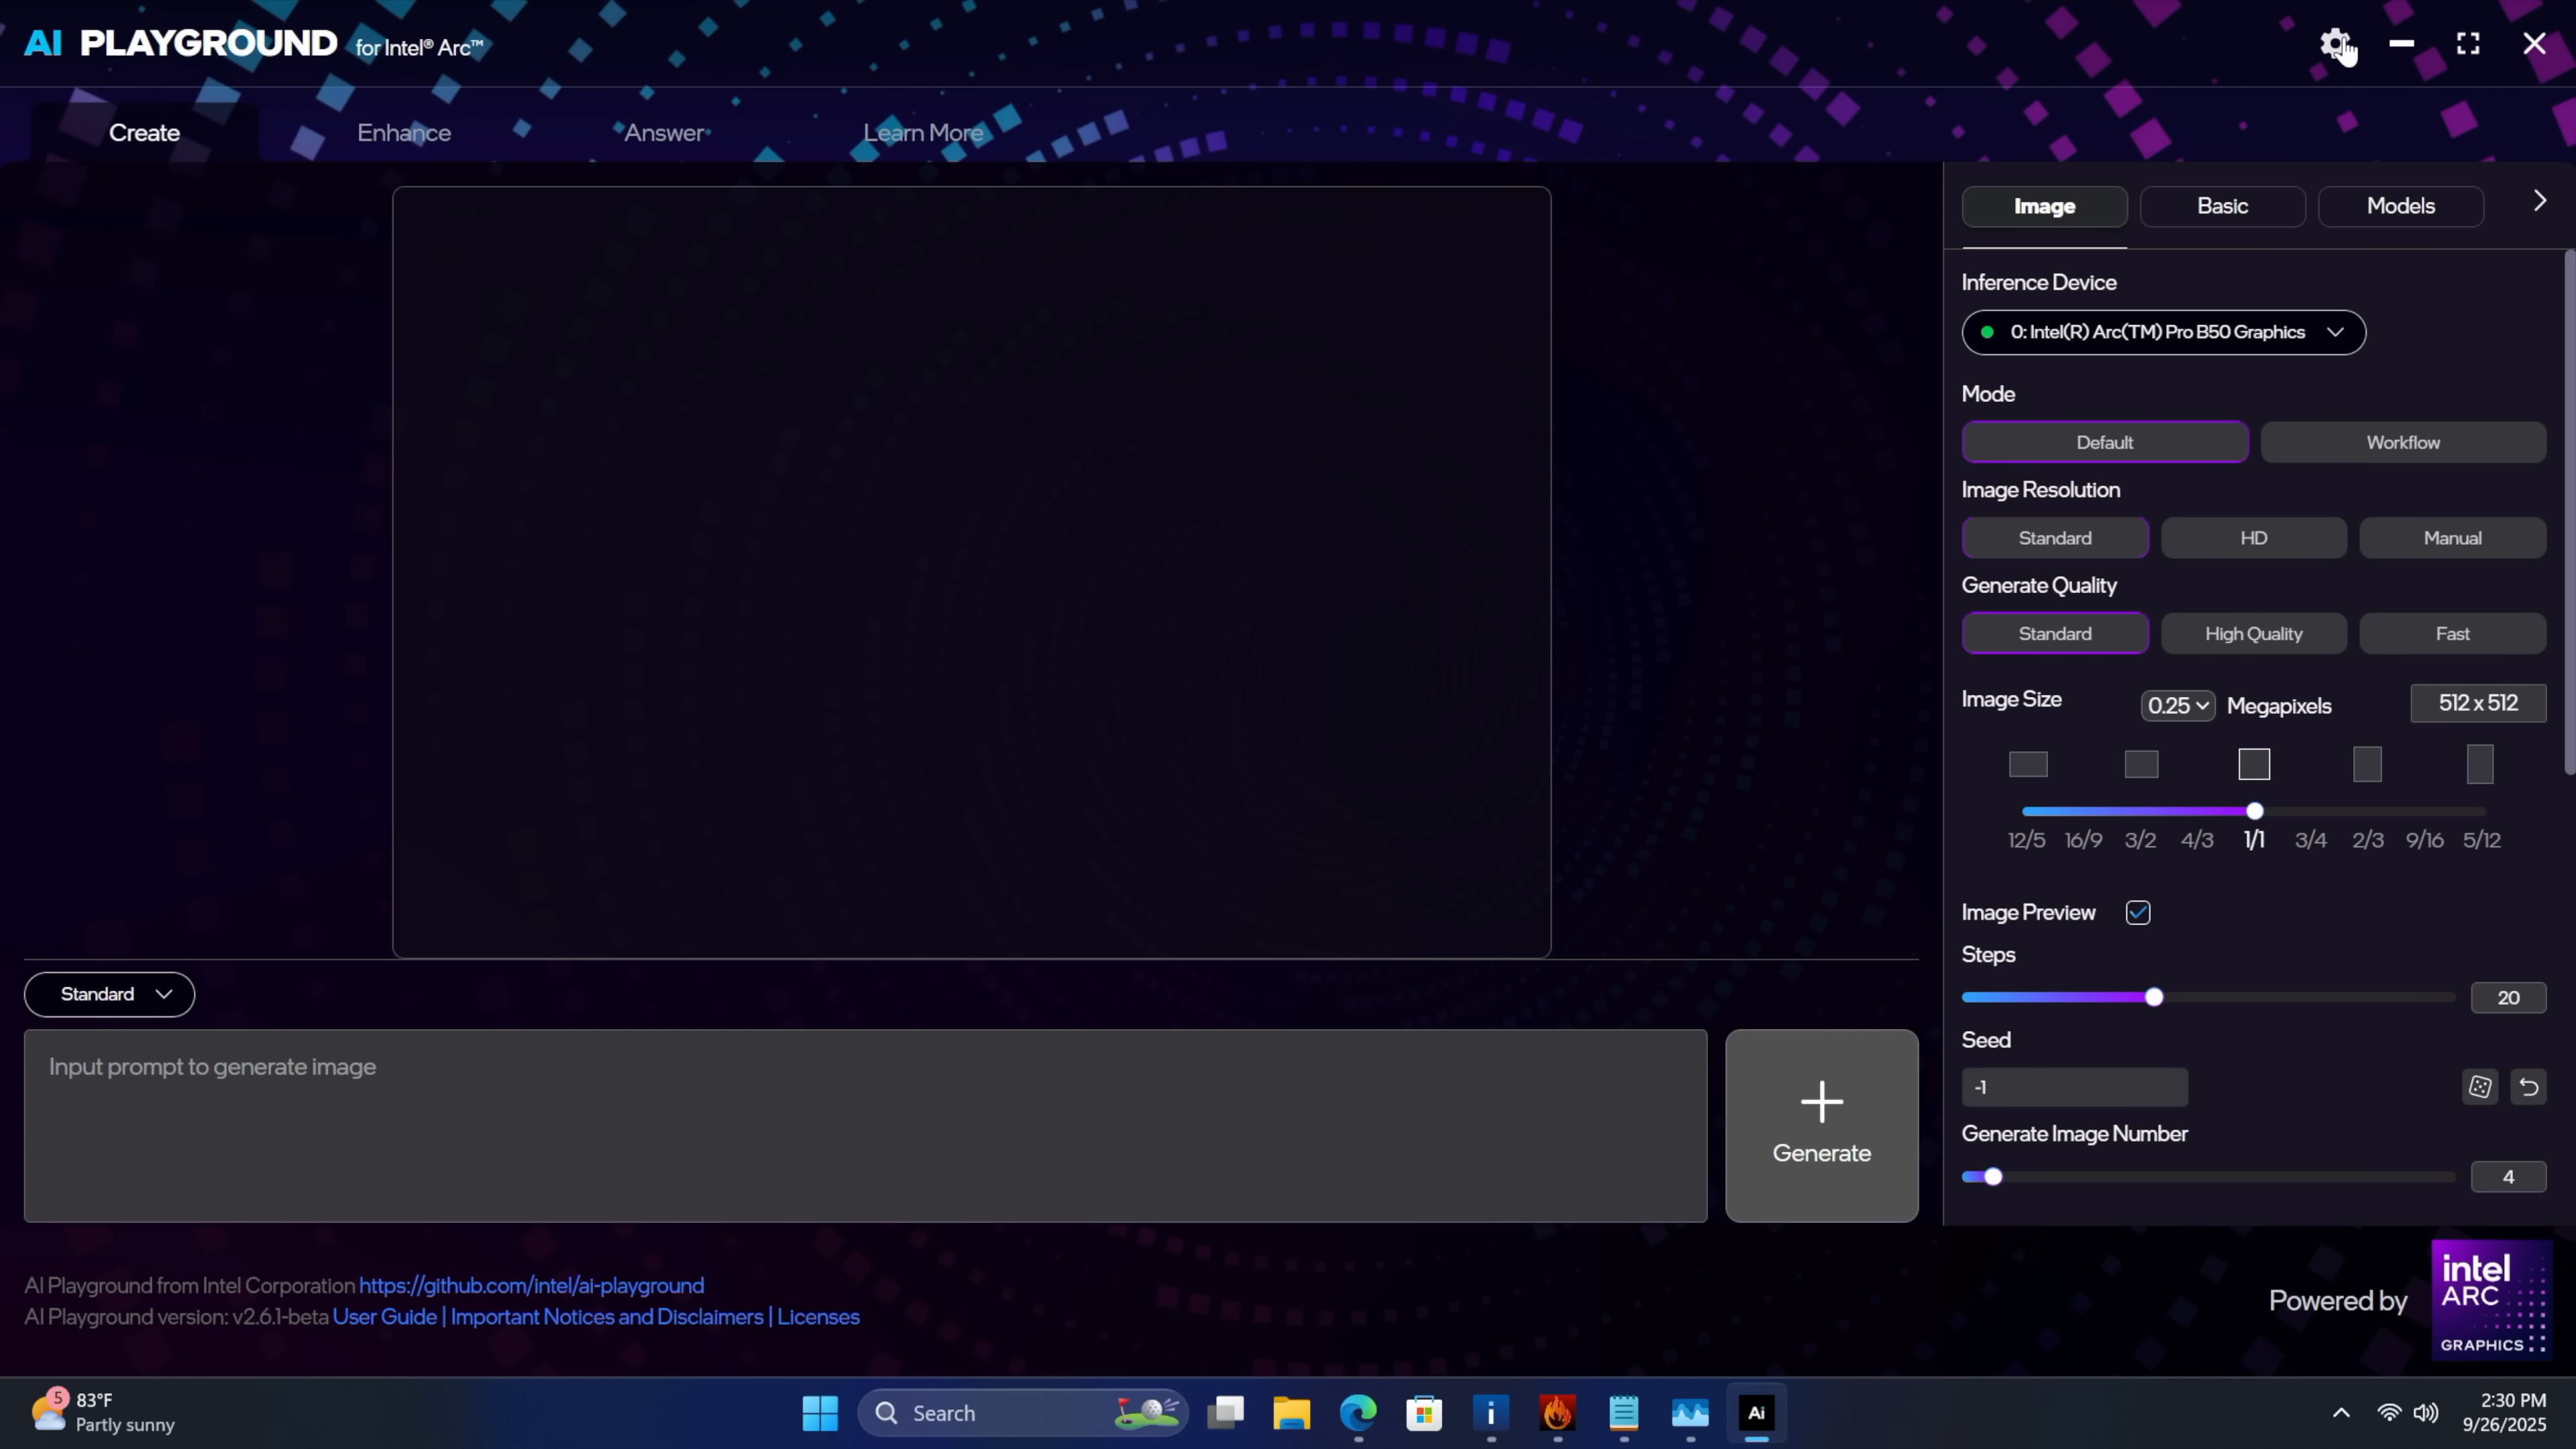 AI PLAYGROUND for Intel® Arc™
Create Enhance Answer Learn More
Image Basic Models
Inference Device
0: Intel(R) Arc(TM) Pro B50 Graphics
Mode
Default Workflow
Image Resolution
Standard HD Manual
Generate Quality
Standard High Quality Fast
Image Size 0.25 Megapixels 512 x 512
12/5 16/9 3/2 4/3 1/1 3/4 2/3 9/16 5/12
Image Preview
Steps
20
Seed
-1
Generate Image Number
4
Standard
Input prompt to generate image
Generate
AI Playground from Intel Corporation https://github.com/intel/ai-playground
AI Playground version: v2.6.1-beta User Guide | Important Notices and Disclaimers | Licenses
Powered by
intel
ARC
GRAPHICS
5
83°F
Partly sunny
Search
i
Ai
2:30 PM
9/26/2025